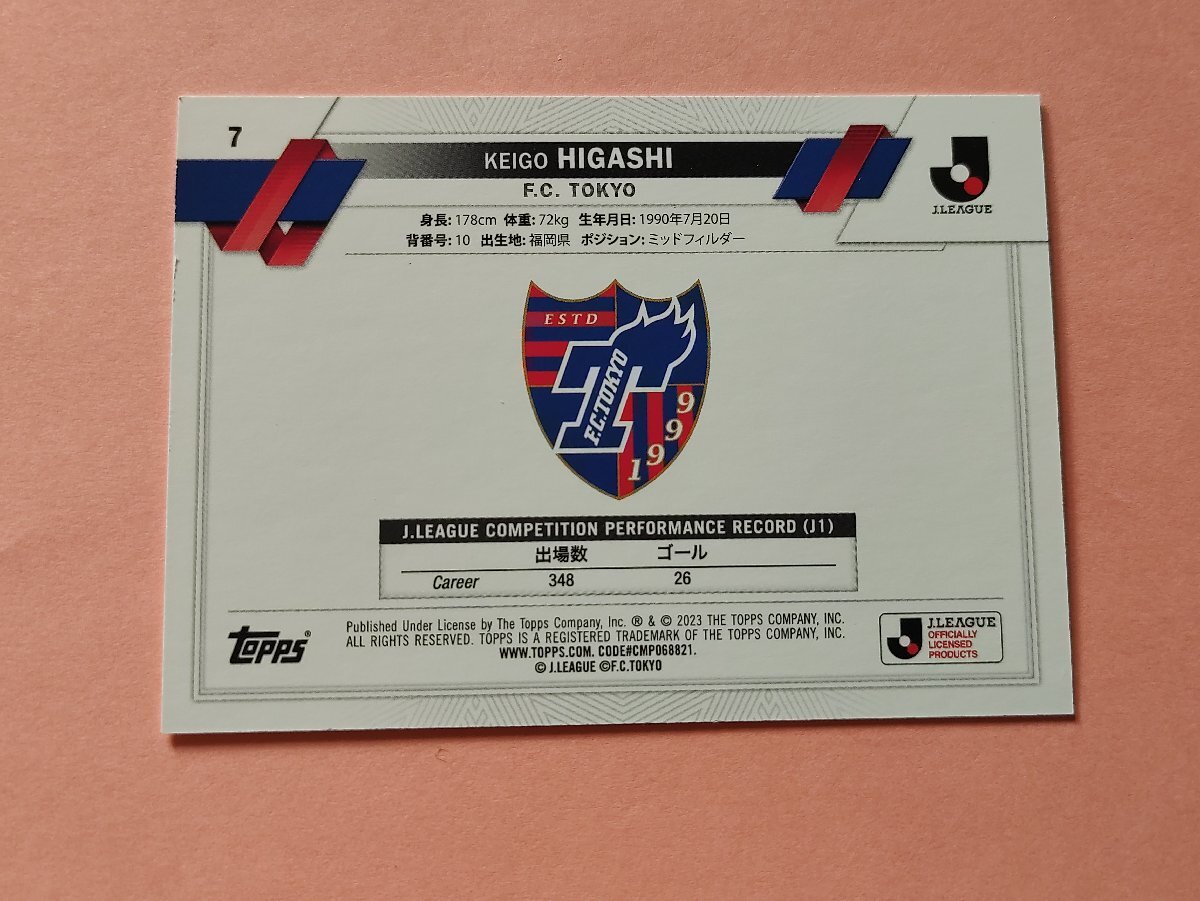 7
KEIGO HIGASHI
F.C. TOKYO
J.LEAGUE
身長: 178cm 体重: 72kg 生年月日: 1990年7月20日
背番号: 10 出生地: 福岡県 ポジション: ミッドフィルダー
ESTD
F.C.TOKYO
1999
J.LEAGUE COMPETITION PERFORMANCE RECORD (J1)
出場数 ゴール
Career 348 26
topps®
Published Under License by The Topps Company, Inc. ® & © 2023 THE TOPPS COMPANY, INC.
ALL RIGHTS RESERVED. TOPPS IS A REGISTERED TRADEMARK OF THE TOPPS COMPANY, INC.
WWW.TOPPS.COM. CODE#CMP068821.
© J.LEAGUE ©F.C.TOKYO
J.LEAGUE
OFFICIALLY
LICENSED
PRODUCTS